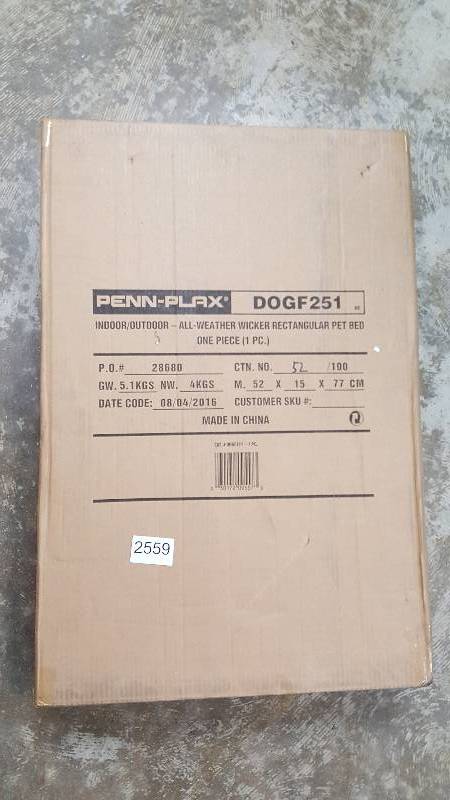 PENN-PLAX® DOGF251
INDOOR/OUTDOOR – ALL-WEATHER WICKER RECTANGULAR PET BED
ONE PIECE (1 PC.)
P.O.# 28680 CTN. NO. 52 /100
GW. 5.1KGS NW. 4KGS M. 52 X 15 X 77 CM
DATE CODE: 08/04/2016 CUSTOMER SKU #:
MADE IN CHINA
2559